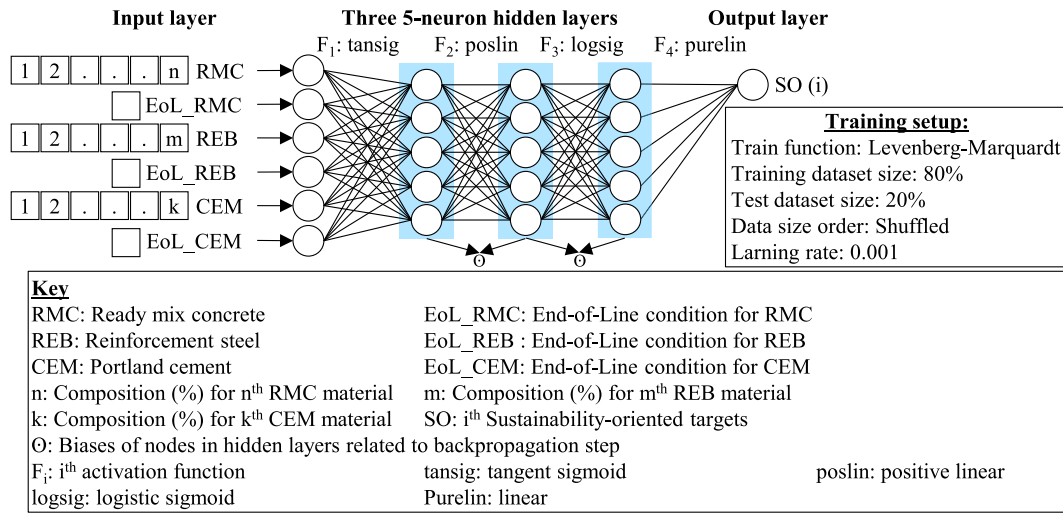 Input layer
Three 5-neuron hidden layers
Output layer
F1: tansig
F2: poslin
F3: logsig
F4: purelin
1 2 . . . n RMC
EoL_RMC
1 2 . . . m REB
EoL_REB
1 2 . . . k CEM
EoL_CEM
SO (i)
ʘ ʘ
Training setup:
Train function: Levenberg-Marquardt
Training dataset size: 80%
Test dataset size: 20%
Data size order: Shuffled
Larning rate: 0.001
Key
RMC: Ready mix concrete EoL_RMC: End-of-Line condition for RMC
REB: Reinforcement steel EoL_REB : End-of-Line condition for REB
CEM: Portland cement EoL_CEM: End-of-Line condition for CEM
n: Composition (%) for nth RMC material m: Composition (%) for mth REB material
k: Composition (%) for kth CEM material SO: ith Sustainability-oriented targets
ʘ: Biases of nodes in hidden layers related to backpropagation step
Fi: ith activation function tansig: tangent sigmoid poslin: positive linear
logsig: logistic sigmoid Purelin: linear